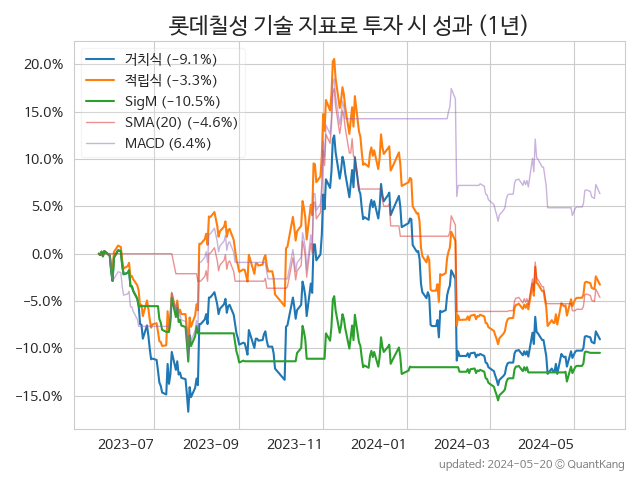 롯데칠성 기술 지표로 투자 시 성과 (1년)
거치식 (−9.1%)
적립식 (−3.3%)
SigM (−10.5%)
SMA(20) (−4.6%)
MACD (6.4%)
20.0%
15.0%
10.0%
5.0%
0.0%
−5.0%
−10.0%
−15.0%
2023−07 2023−09 2023−11 2024−01 2024−03 2024−05
updated: 2024−05−20 © QuantKang